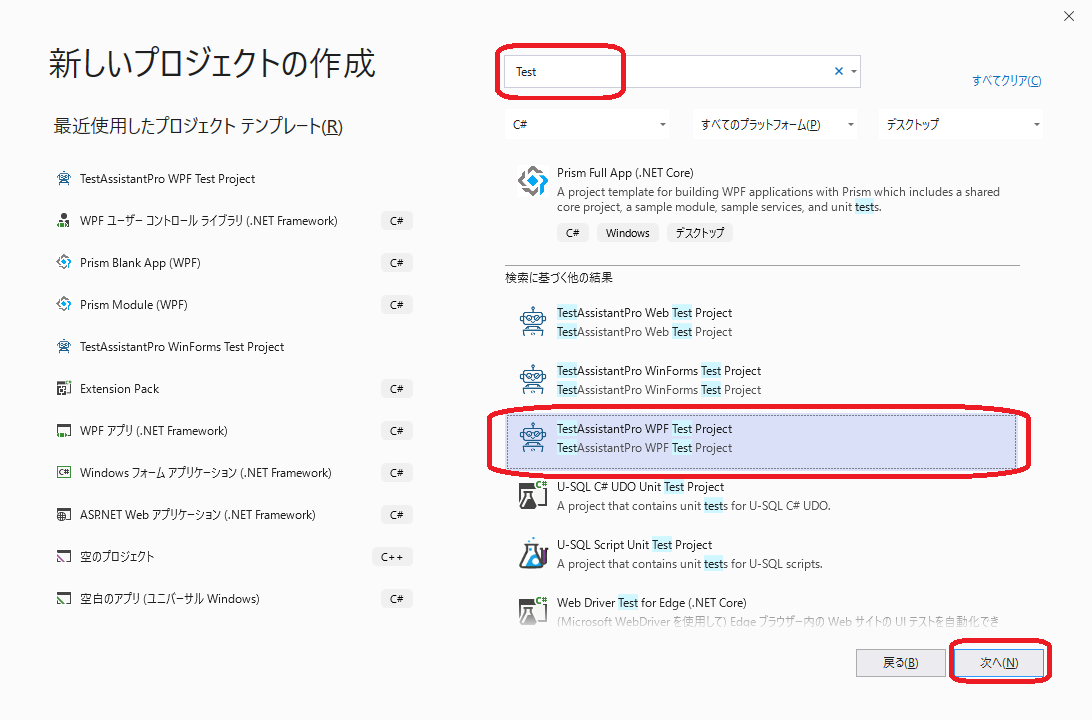 新しいプロジェクトの作成
最近使用したプロジェクト テンプレート(R)
TestAssistantPro WPF Test Project
WPF ユーザー コントロール ライブラリ (.NET Framework) C#
Prism Blank App (WPF) C#
Prism Module (WPF) C#
TestAssistantPro WinForms Test Project
Extension Pack C#
WPF アプリ (.NET Framework) C#
Windows フォーム アプリケーション (.NET Framework) C#
ASP.NET Web アプリケーション (.NET Framework) C#
空のプロジェクト C++
空白のアプリ (ユニバーサル Windows) C#
Test
すべてクリア(C)
C# すべてのプラットフォーム(P) デスクトップ
Prism Full App (.NET Core)
A project template for building WPF applications with Prism which includes a shared
core project, a sample module, sample services, and unit tests.
C# Windows デスクトップ
検索に基づく他の結果
TestAssistantPro Web Test Project
TestAssistantPro Web Test Project
TestAssistantPro WinForms Test Project
TestAssistantPro WinForms Test Project
TestAssistantPro WPF Test Project
TestAssistantPro WPF Test Project
U-SQL C# UDO Unit Test Project
A project that contains unit tests for U-SQL C# UDO.
U-SQL Script Unit Test Project
A project that contains unit tests for U-SQL scripts.
Web Driver Test for Edge (.NET Core)
(Microsoft WebDriver を使用して) Edge ブラウザー内の Web サイトの UI テストを自動化でき
戻る(B) 次へ(N)